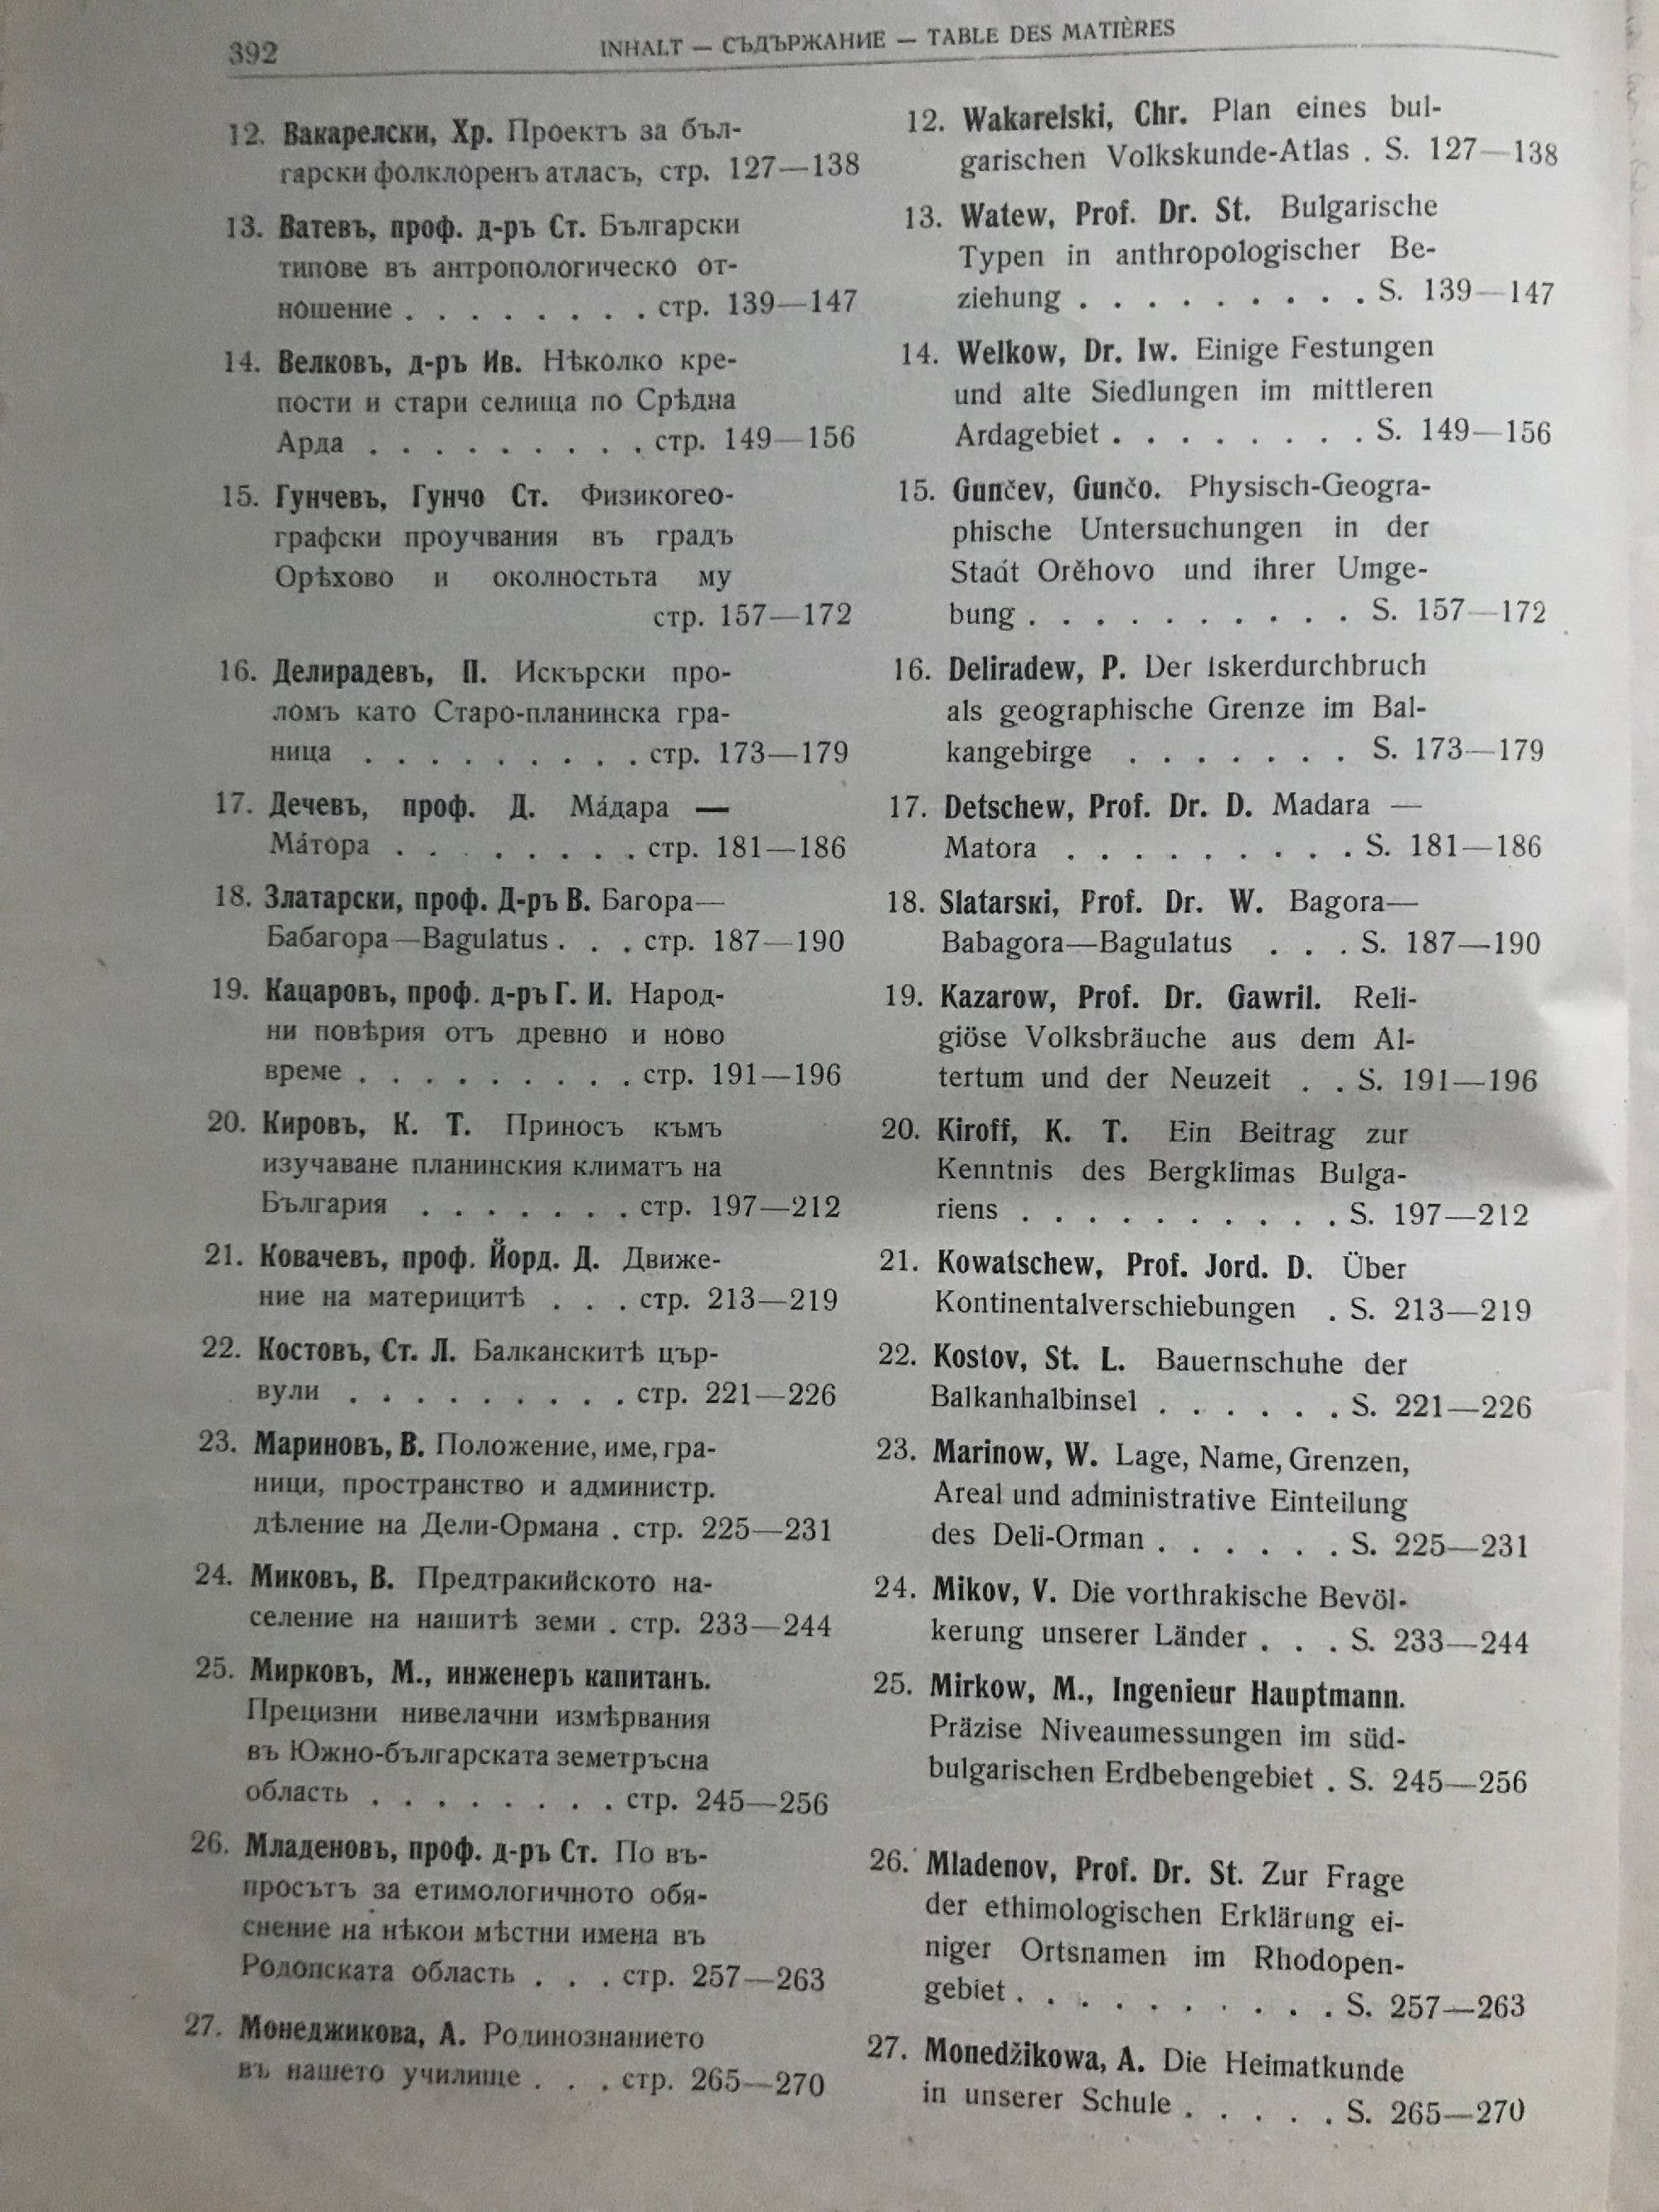 392
INHALT — СЪДЪРЖАНИЕ — TABLE DES MATIÈRES
12. Вакарелски, Хр. Проектъ за бъл-
гарски фолклоренъ атласъ, стр. 127—138
13. Ватевъ, проф. д-ръ Ст. Български
типове въ антропологическо от-
ношение . . . . . . . . стр. 139—147
14. Велковъ, д-ръ Ив. Нѣколко кре-
пости и стари селища по Срѣдна
Арда . . . . . . . . . стр. 149—156
15. Гунчевъ, Гунчо Ст. Физикогео-
графски проучвания въ градъ
Орѣхово и околностьта му
стр. 157—172
16. Делирадевъ, П. Искърски про-
ломъ като Старо-планинска гра-
ница . . . . . . . . . стр. 173—179
17. Дечевъ, проф. Д. Ма́дара —
Ма́тора . . . . . . . . стр. 181—186
18. Златарски, проф. Д-ръ В. Багора—
Бабагора—Bagulatus . . . стр. 187—190
19. Кацаровъ, проф. д-ръ Г. И. Народ-
ни повѣрия отъ древно и ново
време . . . . . . . . . стр. 191—196
20. Кировъ, К. Т. Приносъ къмъ
изучаване планинския климатъ на
България . . . . . . . стр. 197—212
21. Ковачевъ, проф. Йорд. Д. Движе-
ние на материцитѣ . . . стр. 213—219
22. Костовъ, Ст. Л. Балканскитѣ цър-
вули . . . . . . . . . стр. 221—226
23. Мариновъ, В. Положение, име, гра-
ници, пространство и администр.
дѣление на Дели-Ормана . стр. 225—231
24. Миковъ, В. Предтракийското на-
селение на нашитѣ земи . стр. 233—244
25. Мирковъ, М., инженеръ капитанъ.
Прецизни нивелачни измѣрвания
въ Южно-българската земетръсна
область . . . . . . . . стр. 245—256
26. Младеновъ, проф. д-ръ Ст. По въ-
просътъ за етимологичното обя-
снение на нѣкои мѣстни имена въ
Родопската область . . . стр. 257—263
27. Монеджикова, А. Родинознанието
въ нашето училище . . . стр. 265—270
12. Wakarelski, Chr. Plan eines bul-
garischen Volkskunde-Atlas . S. 127—138
13. Watew, Prof. Dr. St. Bulgarische
Typen in anthropologischer Be-
ziehung . . . . . . . . . S. 139—147
14. Welkow, Dr. Iw. Einige Festungen
und alte Siedlungen im mittleren
Ardagebiet . . . . . . . . S. 149—156
15. Gunčev, Gunčo. Physisch-Geogra-
phische Untersuchungen in der
Stadt Orěhovo und ihrer Umge-
bung . . . . . . . . . . S. 157—172
16. Deliradew, P. Der Iskerdurchbruch
als geographische Grenze im Bal-
kangebirge . . . . . . . S. 173—179
17. Detschew, Prof. Dr. D. Madara —
Matora . . . . . . . . . S. 181—186
18. Slatarski, Prof. Dr. W. Bagora—
Babagora—Bagulatus . . . S. 187—190
19. Kazarow, Prof. Dr. Gawril. Reli-
giöse Volksbräuche aus dem Al-
tertum und der Neuzeit . . S. 191—196
20. Kiroff, K. T. Ein Beitrag zur
Kenntnis des Bergklimas Bulga-
riens . . . . . . . . . . S. 197—212
21. Kowatschew, Prof. Jord. D. Über
Kontinentalverschiebungen . S. 213—219
22. Kostov, St. L. Bauernschuhe der
Balkanhalbinsel . . . . . . S. 221—226
23. Marinow, W. Lage, Name, Grenzen,
Areal und administrative Einteilung
des Deli-Orman . . . . . . S. 225—231
24. Mikov, V. Die vorthrakische Bevöl-
kerung unserer Länder . . . S. 233—244
25. Mirkow, M., Ingenieur Hauptmann.
Präzise Niveaumessungen im süd-
bulgarischen Erdbebengebiet . S. 245—256
26. Mladenov, Prof. Dr. St. Zur Frage
der ethimologischen Erklärung ei-
niger Ortsnamen im Rhodopen-
gebiet . . . . . . . . . . S. 257—263
27. Monedžikowa, A. Die Heimatkunde
in unserer Schule . . . . . S. 265—270